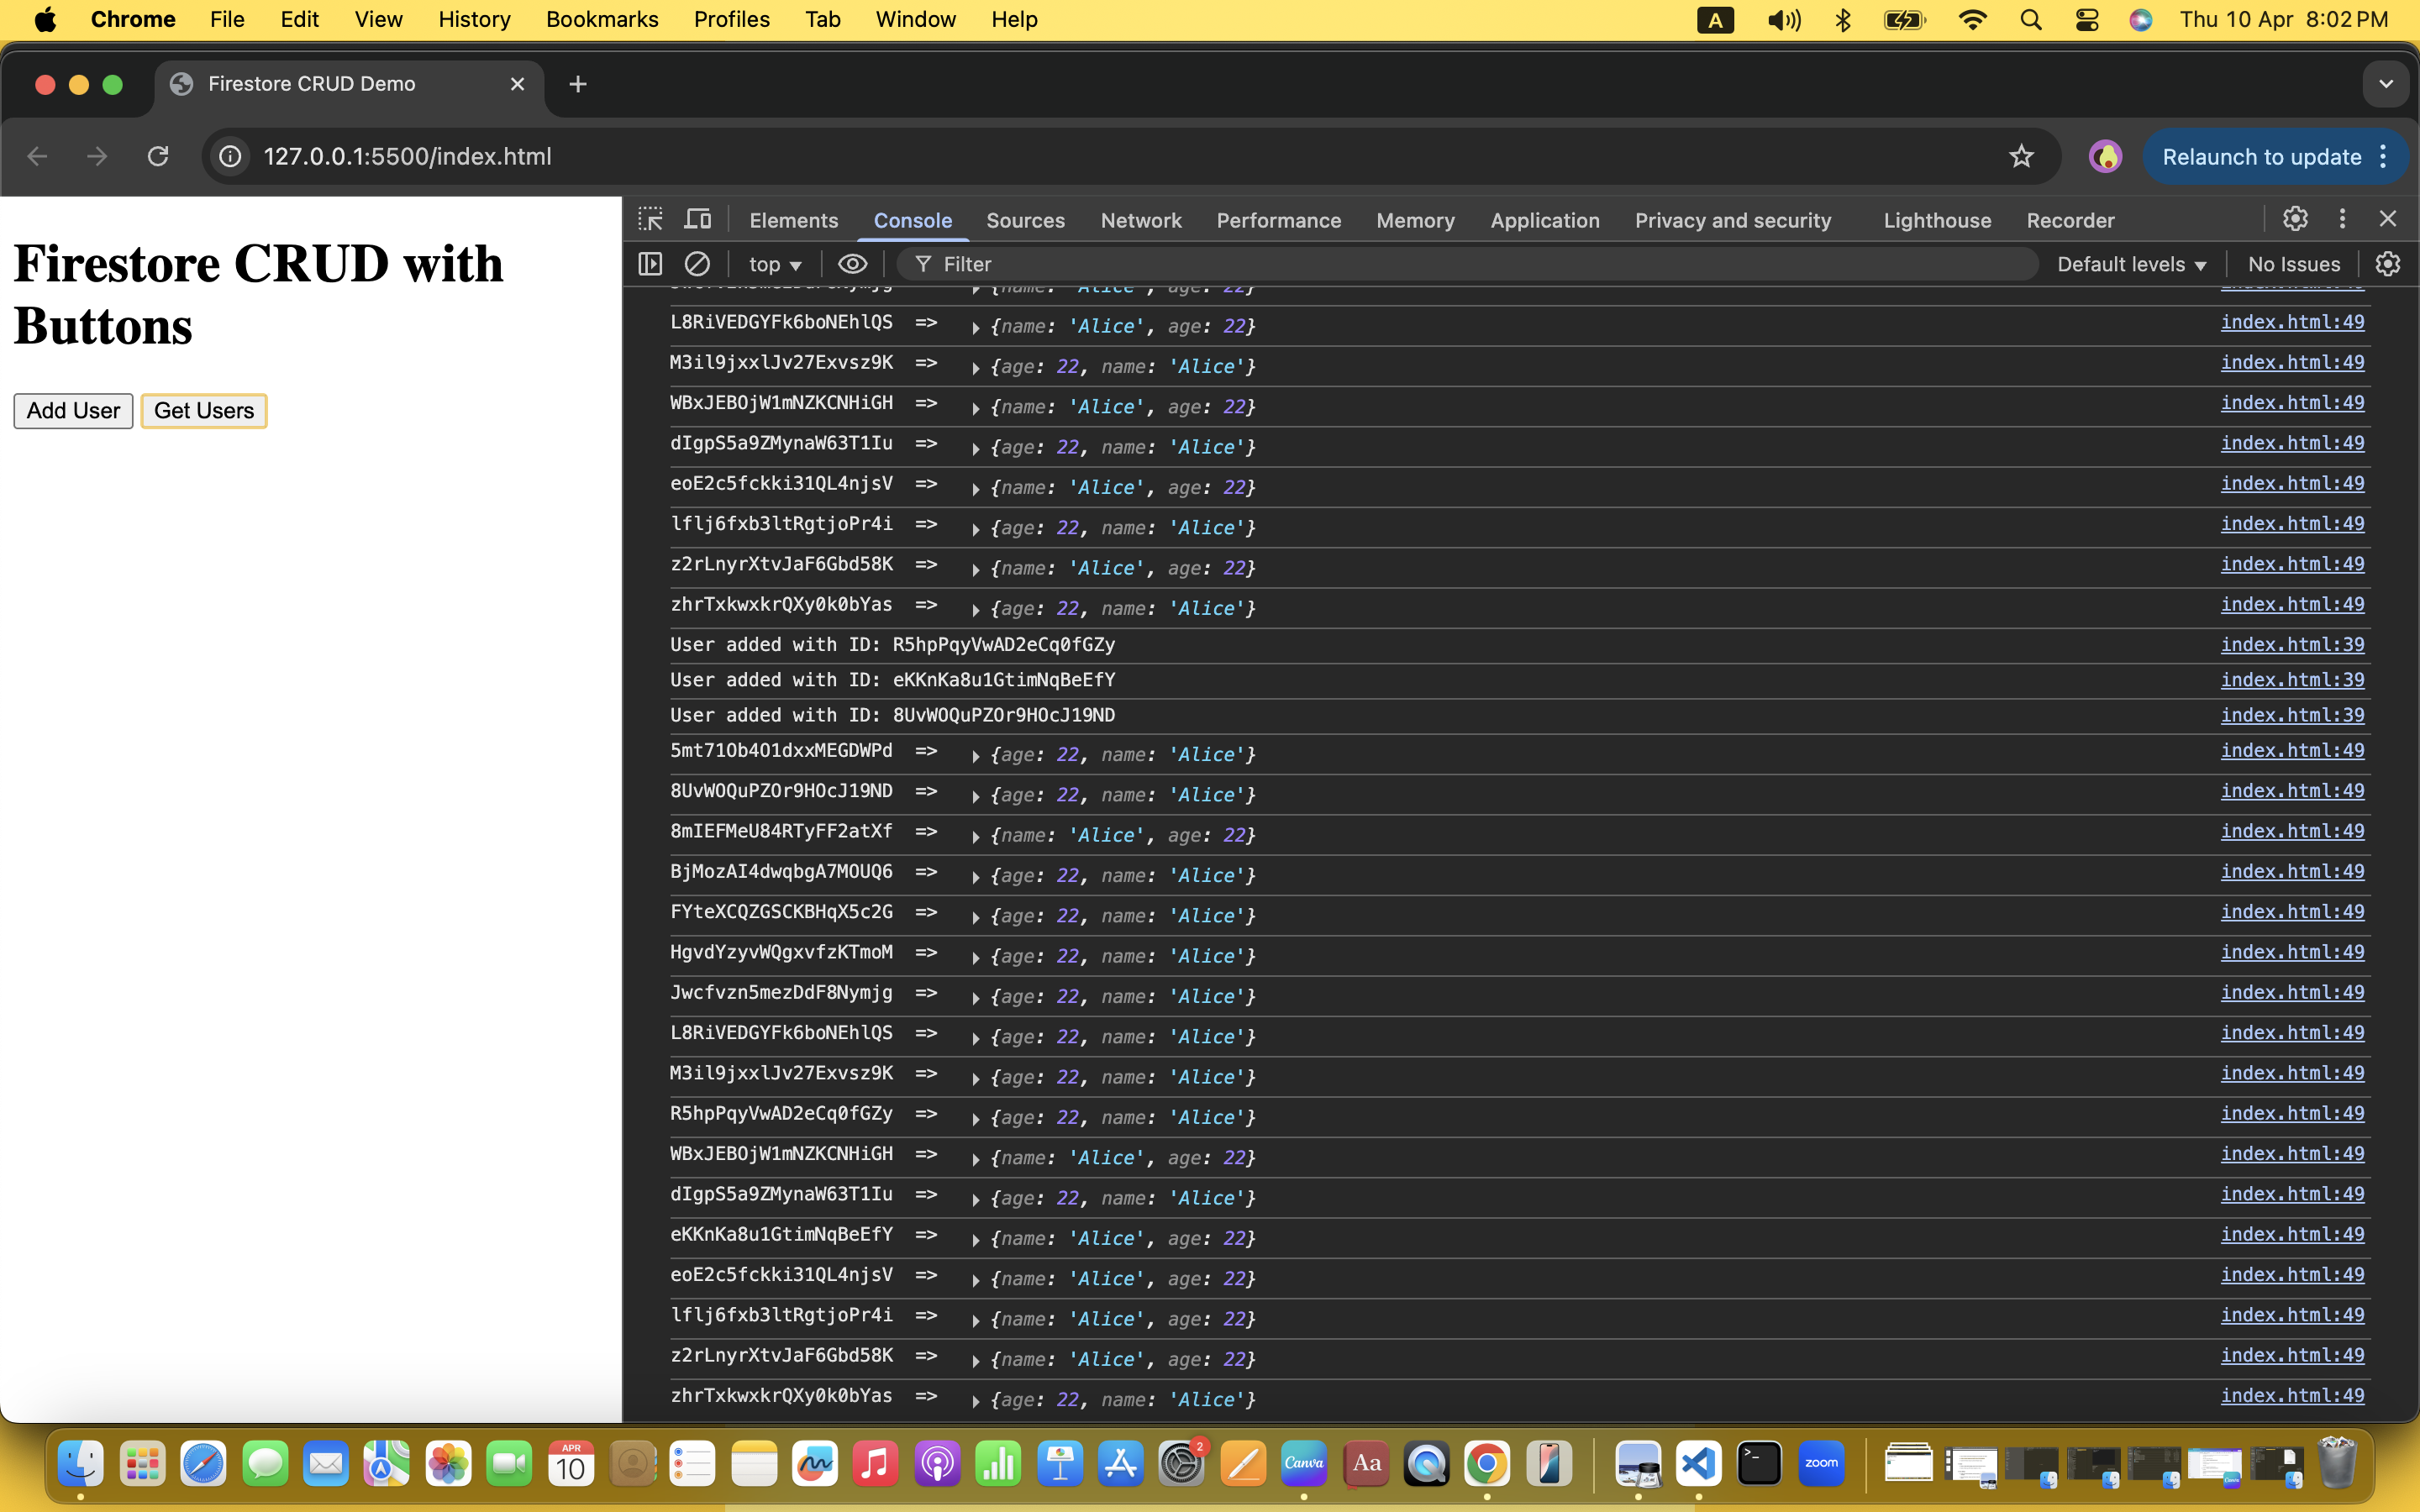 Chrome File Edit View History Bookmarks Profiles Tab Window Help A Thu 10 Apr 8:02 PM
Firestore CRUD Demo
127.0.0.1:5500/index.html Relaunch to update
Elements Console Sources Network Performance Memory Application Privacy and security Lighthouse Recorder
top Filter Default levels No Issues
Firestore CRUD with
Buttons
Add User Get Users
L8RiVEDGYFk6boNEhlQS => {name: 'Alice', age: 22} index.html:49
M3il9jxxlJv27Exvsz9K => {age: 22, name: 'Alice'} index.html:49
WBxJEBOjW1mNZKCNHiGH => {name: 'Alice', age: 22} index.html:49
dIgpS5a9ZMynaW63T1Iu => {age: 22, name: 'Alice'} index.html:49
eoE2c5fckki31QL4njsV => {name: 'Alice', age: 22} index.html:49
lflj6fxb3ltRgtjoPr4i => {age: 22, name: 'Alice'} index.html:49
z2rLnyrXtvJaF6Gbd58K => {name: 'Alice', age: 22} index.html:49
zhrTxkwxkrQXy0k0bYas => {age: 22, name: 'Alice'} index.html:49
User added with ID: R5hpPqyVwAD2eCq0fGZy index.html:39
User added with ID: eKKnKa8u1GtimNqBeEfY index.html:39
User added with ID: 8UvWOQuPZOr9HOcJ19ND index.html:39
5mt71Ob4O1dxxMEGDWPd => {age: 22, name: 'Alice'} index.html:49
8UvWOQuPZOr9HOcJ19ND => {age: 22, name: 'Alice'} index.html:49
8mIEFMeU84RTyFF2atXf => {name: 'Alice', age: 22} index.html:49
BjMozAI4dwqbgA7MOUQ6 => {age: 22, name: 'Alice'} index.html:49
FYteXCQZGSCKBHqX5c2G => {age: 22, name: 'Alice'} index.html:49
HgvdYzyvWQgxvfzKTmoM => {age: 22, name: 'Alice'} index.html:49
Jwcfvzn5mezDdF8Nymjg => {age: 22, name: 'Alice'} index.html:49
L8RiVEDGYFk6boNEhlQS => {age: 22, name: 'Alice'} index.html:49
M3il9jxxlJv27Exvsz9K => {age: 22, name: 'Alice'} index.html:49
R5hpPqyVwAD2eCq0fGZy => {age: 22, name: 'Alice'} index.html:49
WBxJEBOjW1mNZKCNHiGH => {name: 'Alice', age: 22} index.html:49
dIgpS5a9ZMynaW63T1Iu => {age: 22, name: 'Alice'} index.html:49
eKKnKa8u1GtimNqBeEfY => {name: 'Alice', age: 22} index.html:49
eoE2c5fckki31QL4njsV => {name: 'Alice', age: 22} index.html:49
lflj6fxb3ltRgtjoPr4i => {name: 'Alice', age: 22} index.html:49
z2rLnyrXtvJaF6Gbd58K => {name: 'Alice', age: 22} index.html:49
zhrTxkwxkrQXy0k0bYas => {age: 22, name: 'Alice'} index.html:49
APR 10 2 Canva Aa >_ zoom